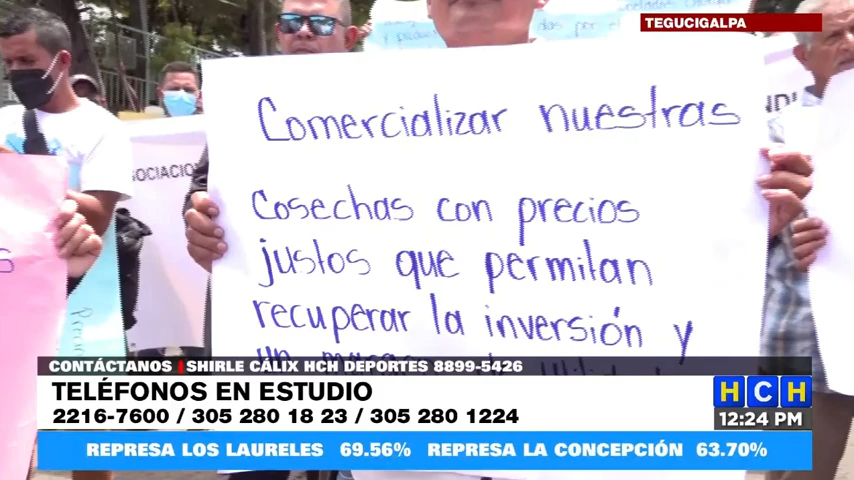 TEGUCIGALPA
OCIACION
Comercializar nuestras
Cosechas con precios
justos que permitan
recuperar la inversión y
CONTÁCTANOS | SHIRLE CÁLIX HCH DEPORTES 8899-5426
TELÉFONOS EN ESTUDIO
2216-7600 / 305 280 18 23 / 305 280 1224
HCH
12:24 PM
REPRESA LOS LAURELES 69.56% REPRESA LA CONCEPCIÓN 63.70%